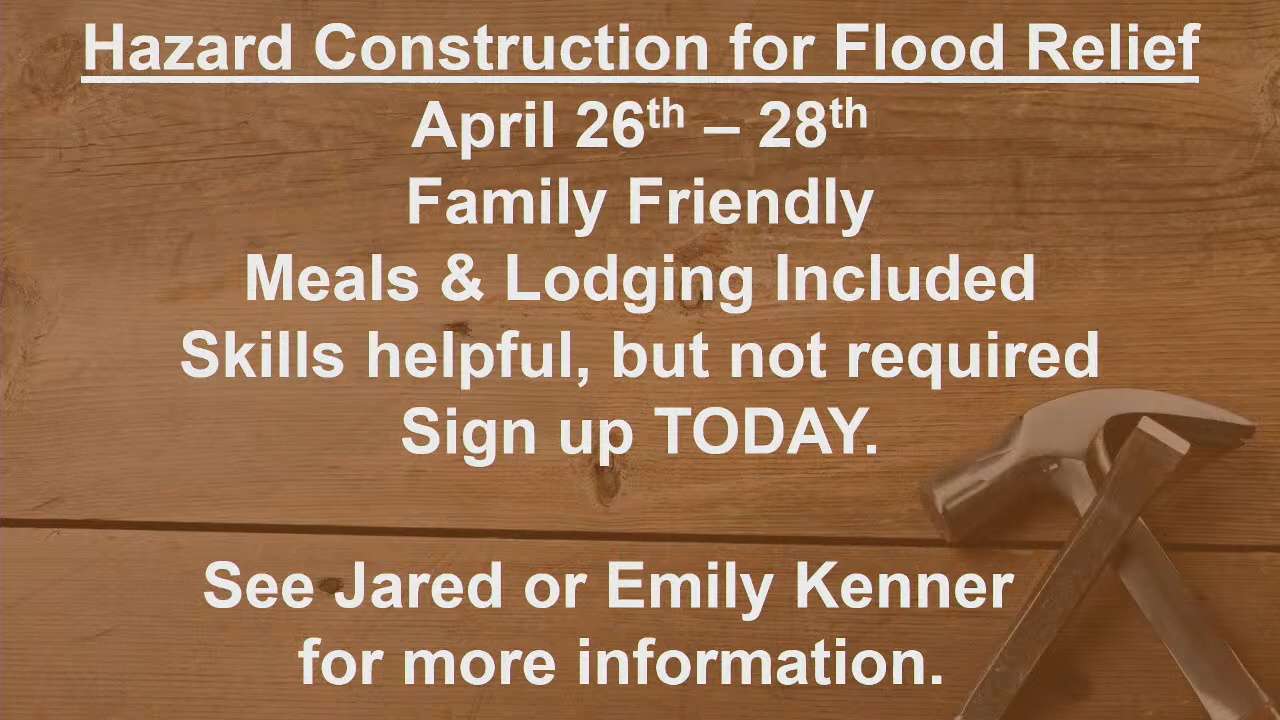 Hazard Construction for Flood Relief
April 26th – 28th
Family Friendly
Meals & Lodging Included
Skills helpful, but not required
Sign up TODAY.
See Jared or Emily Kenner
for more information.